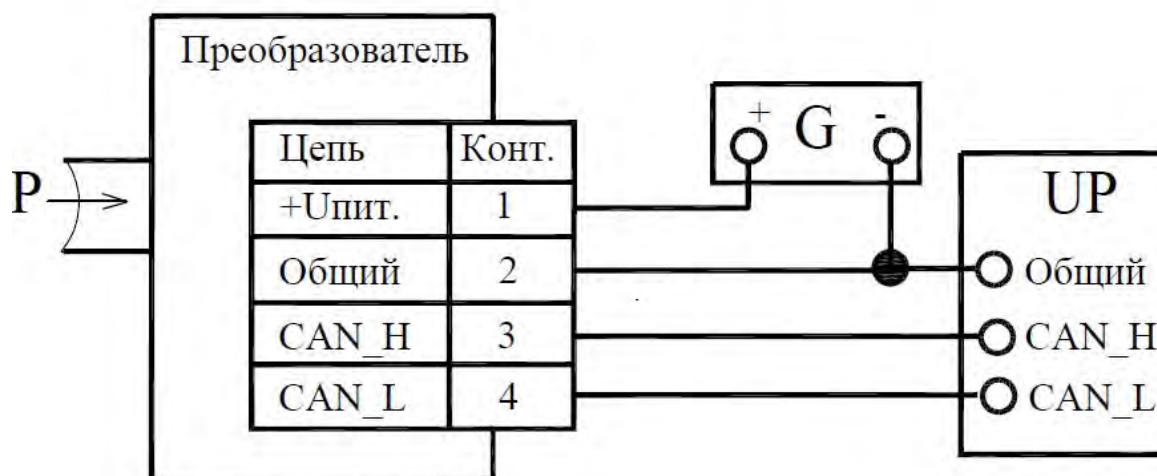 Преобразователь
+ G -
Цепь Конт.
P
+Uпит. 1
UP
Общий 2
Общий
CAN_H 3
CAN_H
CAN_L 4
CAN_L